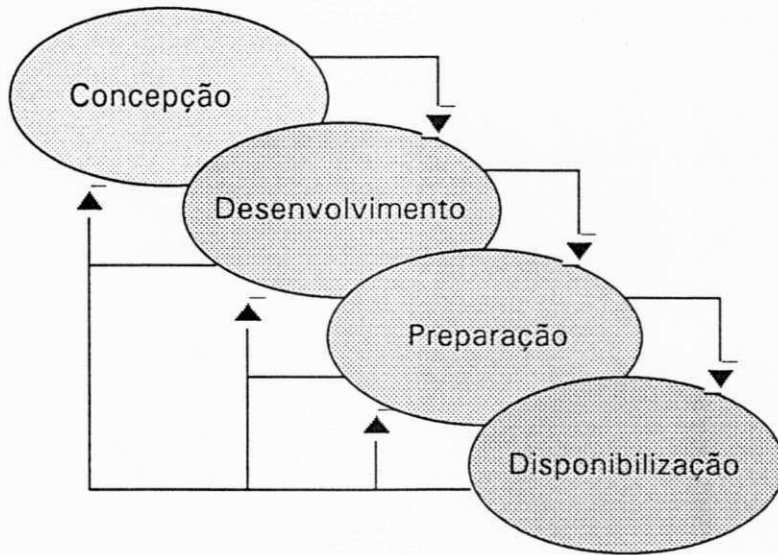 Concepção
Desenvolvimento
Preparação
Disponibilização